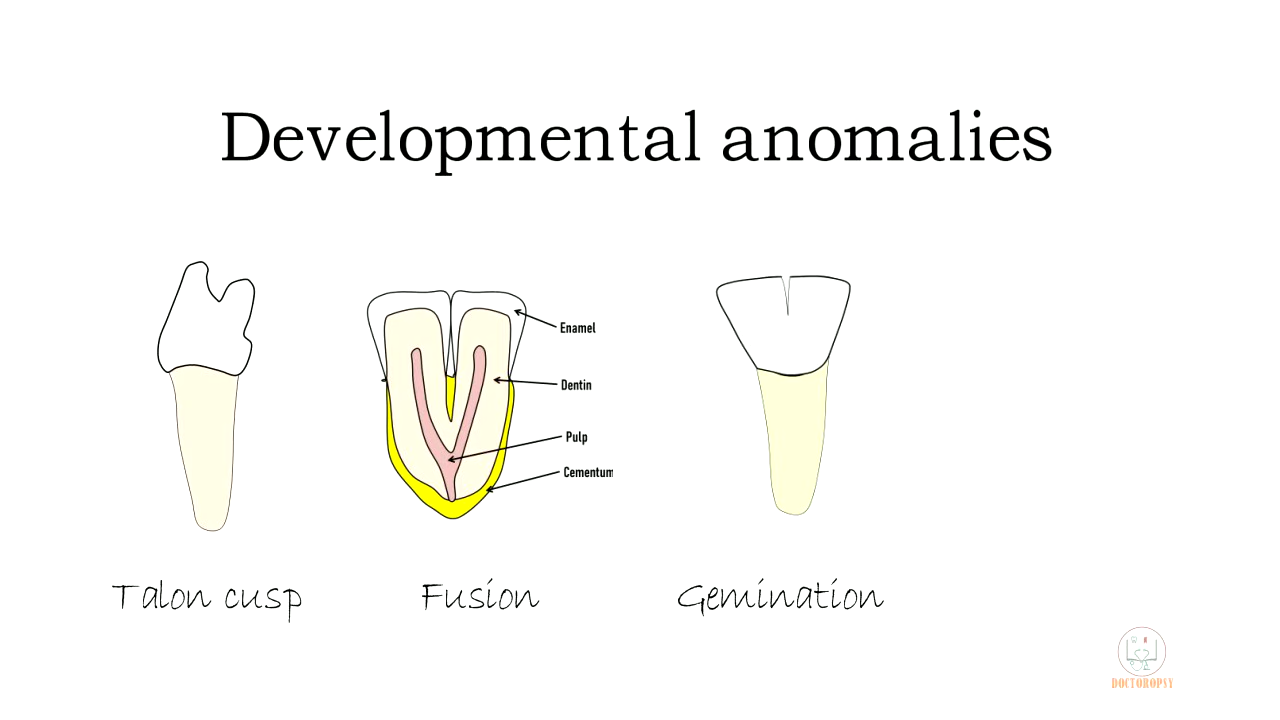 Developmental anomalies
Enamel
Dentin
Pulp
Cementum
Talon cusp
Fusion
Gemination
DOCTOROPSY